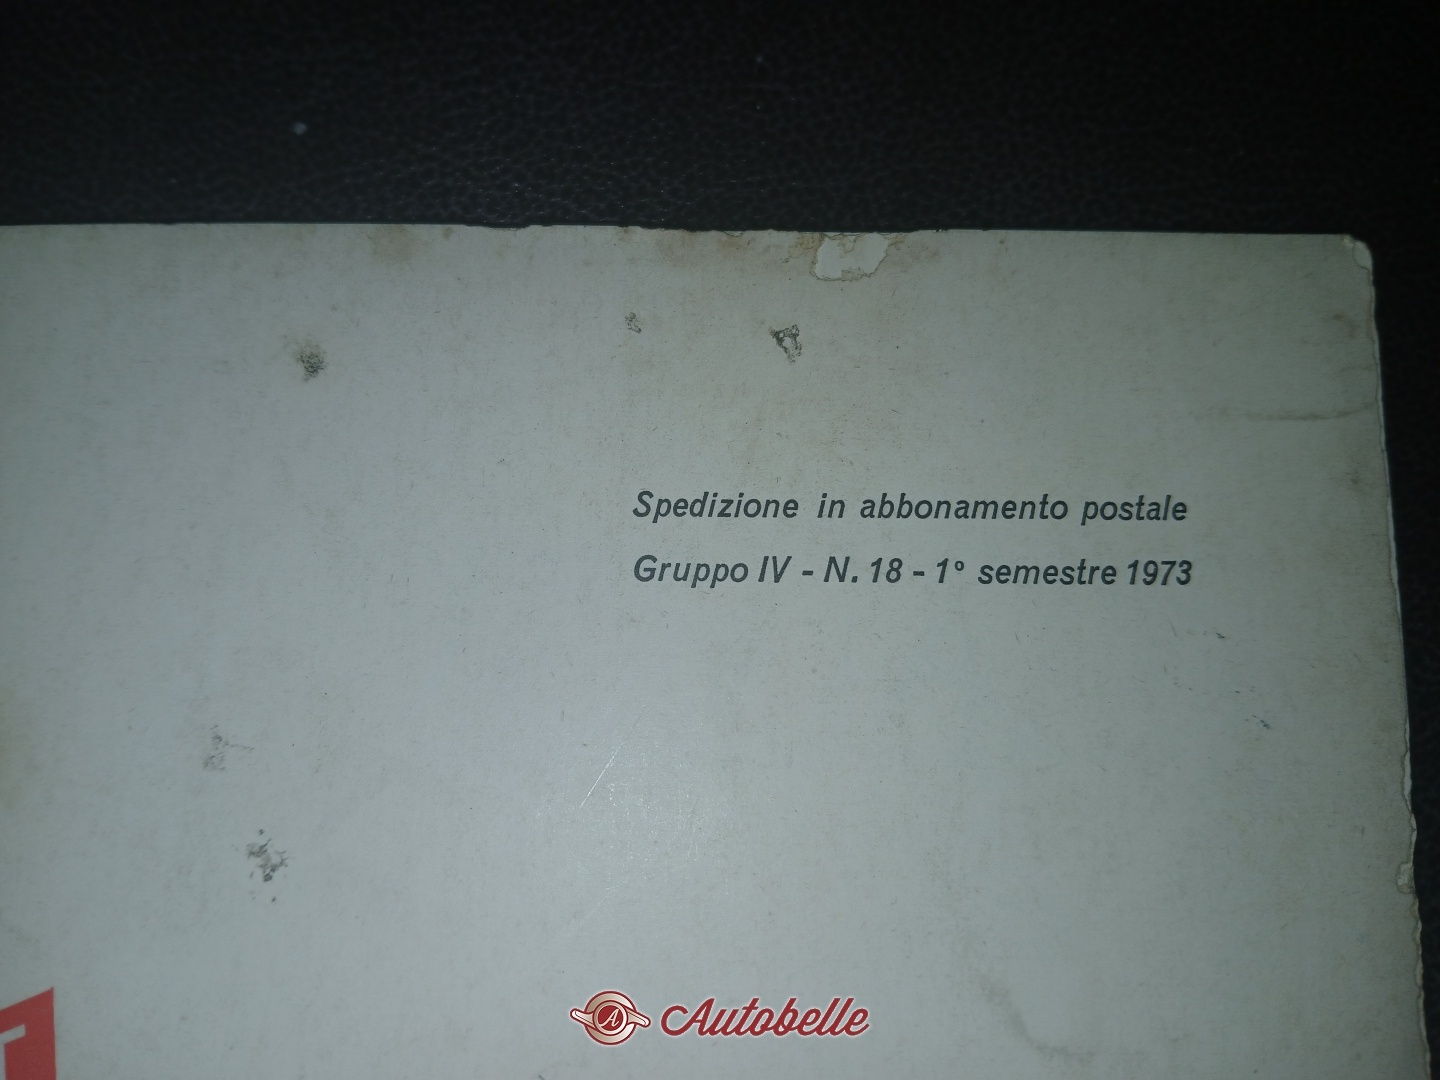 Spedizione in abbonamento postale
Gruppo IV - N. 18 - 1° semestre 1973
A Autobelle